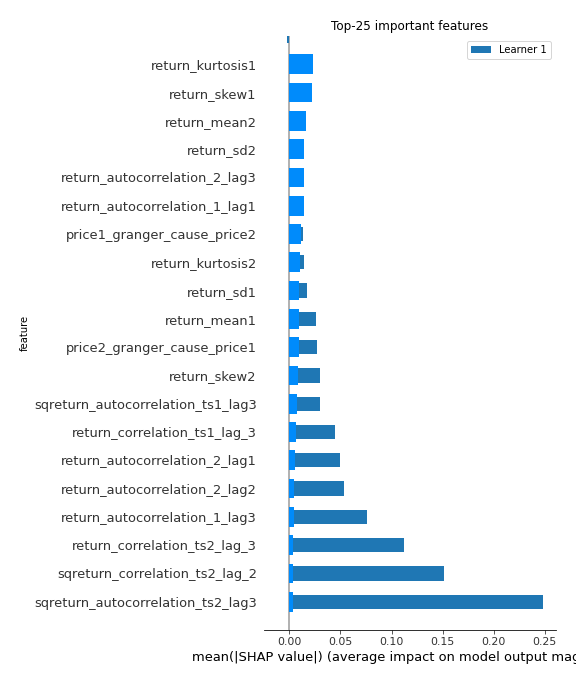 Top-25 important features
Learner 1
return_kurtosis1
return_skew1
return_mean2
return_sd2
return_autocorrelation_2_lag3
return_autocorrelation_1_lag1
price1_granger_cause_price2
return_kurtosis2
return_sd1
return_mean1
price2_granger_cause_price1
return_skew2
sqreturn_autocorrelation_ts1_lag3
return_correlation_ts1_lag_3
return_autocorrelation_2_lag1
return_autocorrelation_2_lag2
return_autocorrelation_1_lag3
return_correlation_ts2_lag_3
sqreturn_correlation_ts2_lag_2
sqreturn_autocorrelation_ts2_lag3
feature
0.00 0.05 0.10 0.15 0.20 0.25
mean(|SHAP value|) (average impact on model output mag